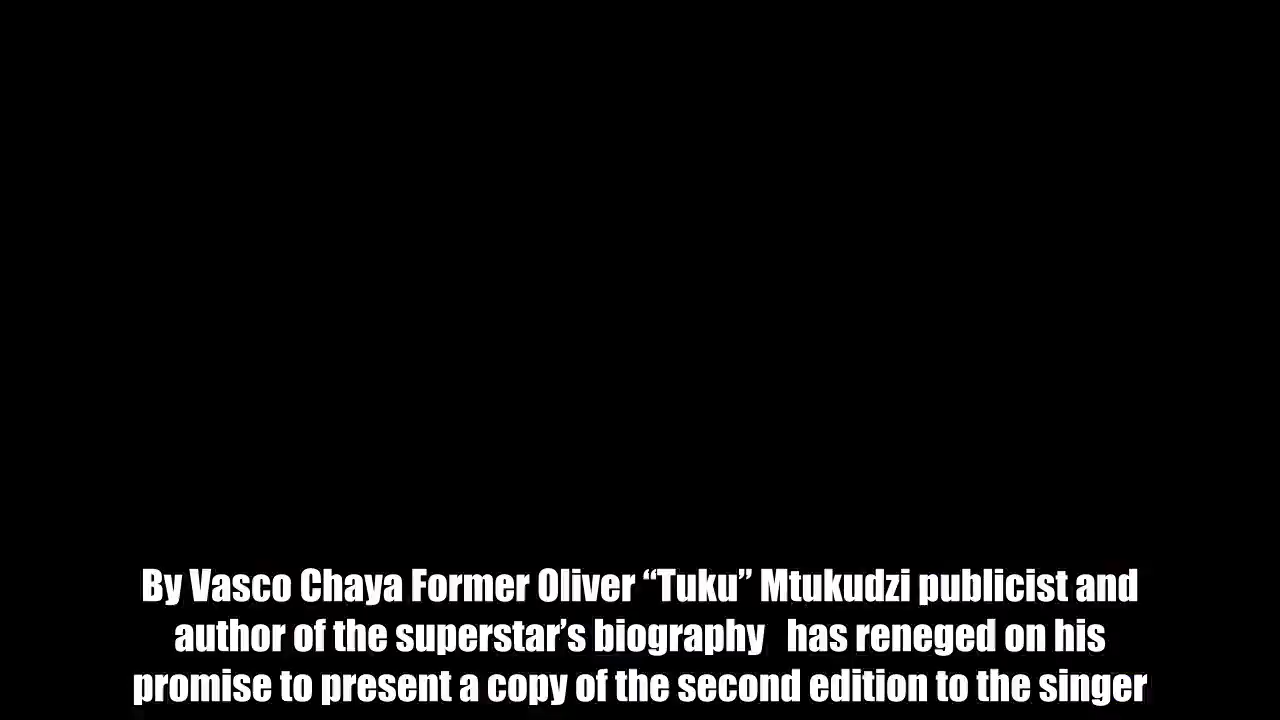 By Vasco Chaya Former Oliver “Tuku” Mtukudzi publicist and
author of the superstar’s biography   has reneged on his
promise to present a copy of the second edition to the singer